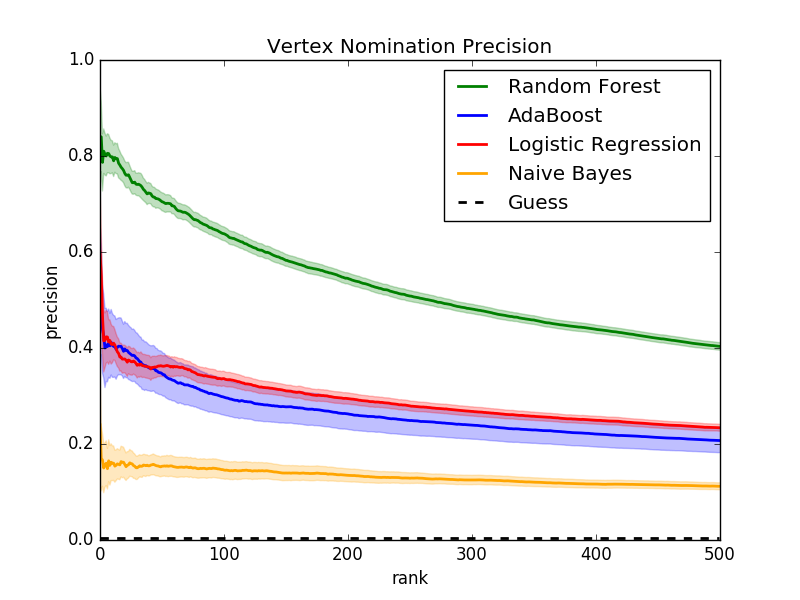 Vertex Nomination Precision
1.0
0.8
0.6
0.4
0.2
0.0
precision
Random Forest
AdaBoost
Logistic Regression
Naive Bayes
Guess
0 100 200 300 400 500
rank